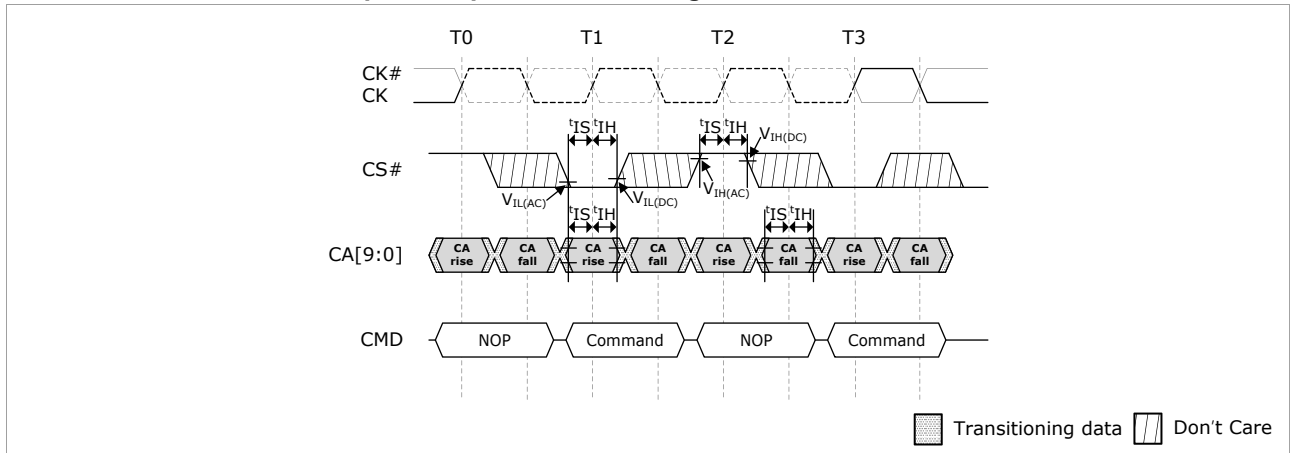 T0 T1 T2 T3
CK#
CK
tIS tIH tIS tIH VIH(DC)
CS#
VIL(AC) VIL(DC) VIH(AC)
tIS tIH tIS tIH
CA[9:0] CA rise CA fall CA rise CA fall CA rise CA fall CA rise CA fall
CMD NOP Command NOP Command
Transitioning data Don't Care